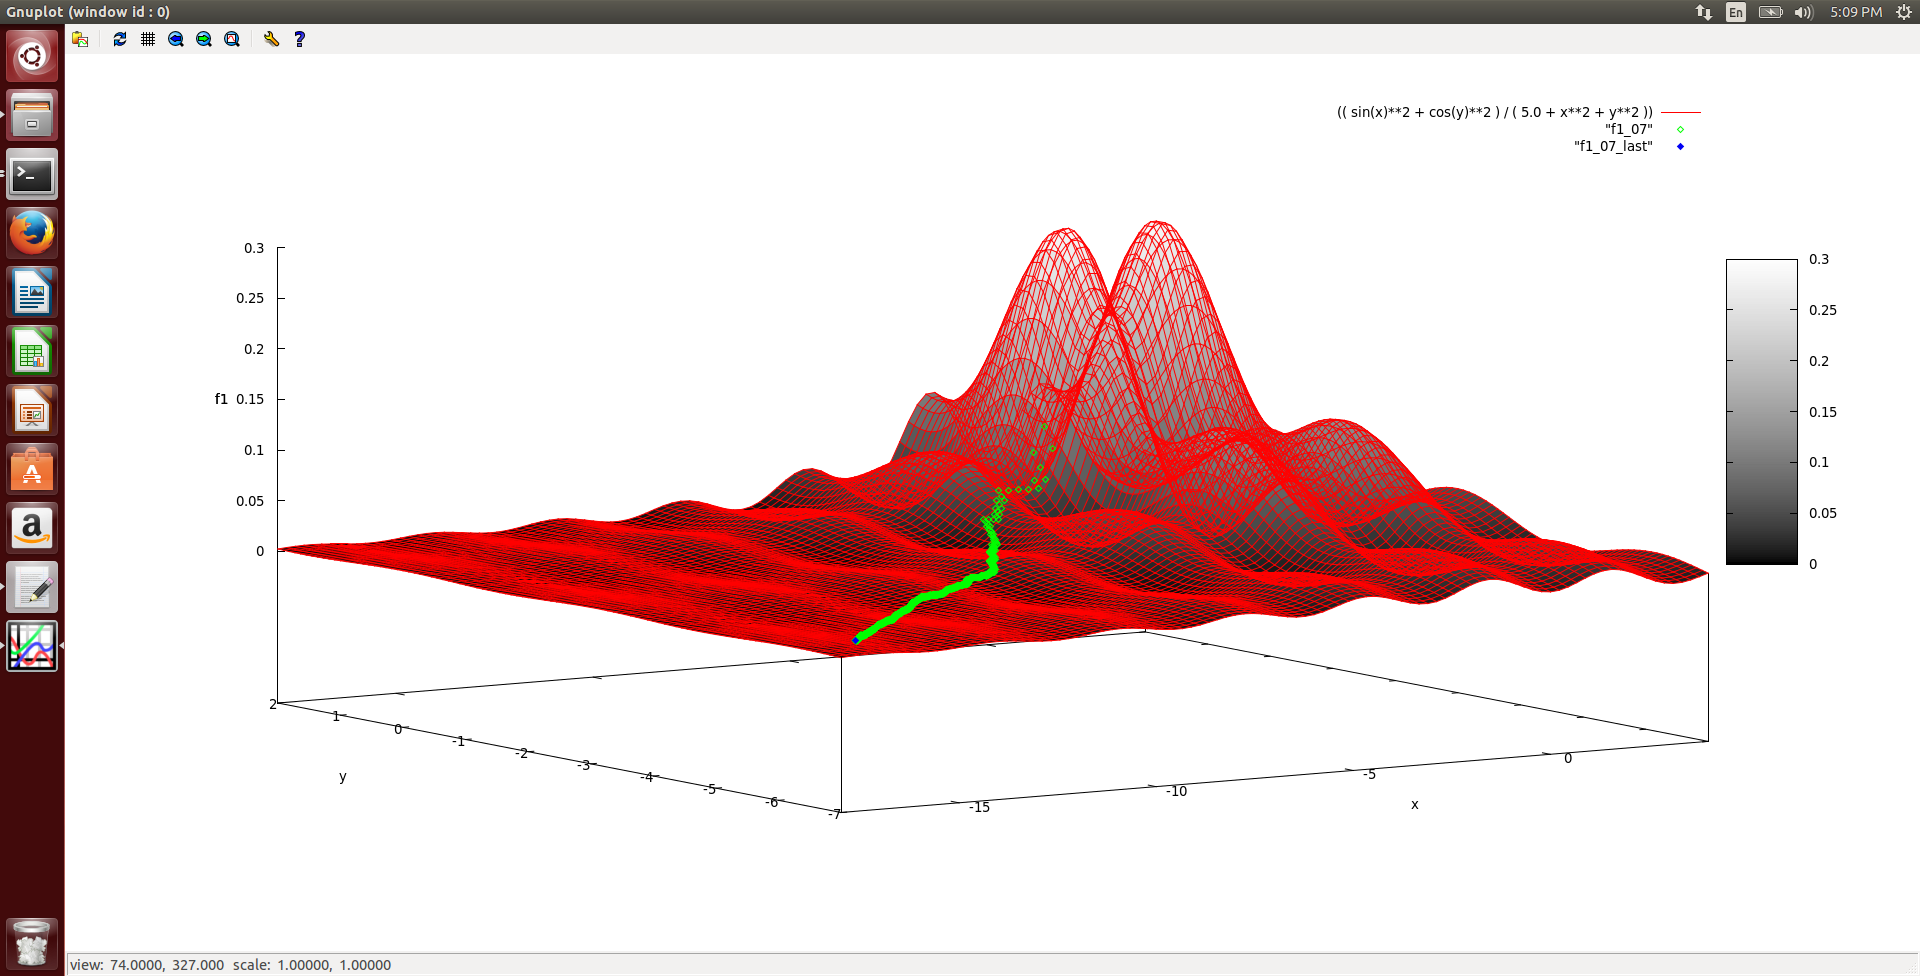 Gnuplot (window id : 0)
En
5:09 PM
(( sin(x)**2 + cos(y)**2 ) / ( 5.0 + x**2 + y**2 ))
"f1_07"
"f1_07_last"
0.3
0.25
0.2
f1 0.15
0.1
0.05
0
0.3
0.25
0.2
0.15
0.1
0.05
0
2
1
0
-1
-2
-3
-4
-5
-6
-7
y
-15
-10
-5
0
x
view: 74.0000, 327.000 scale: 1.00000, 1.00000